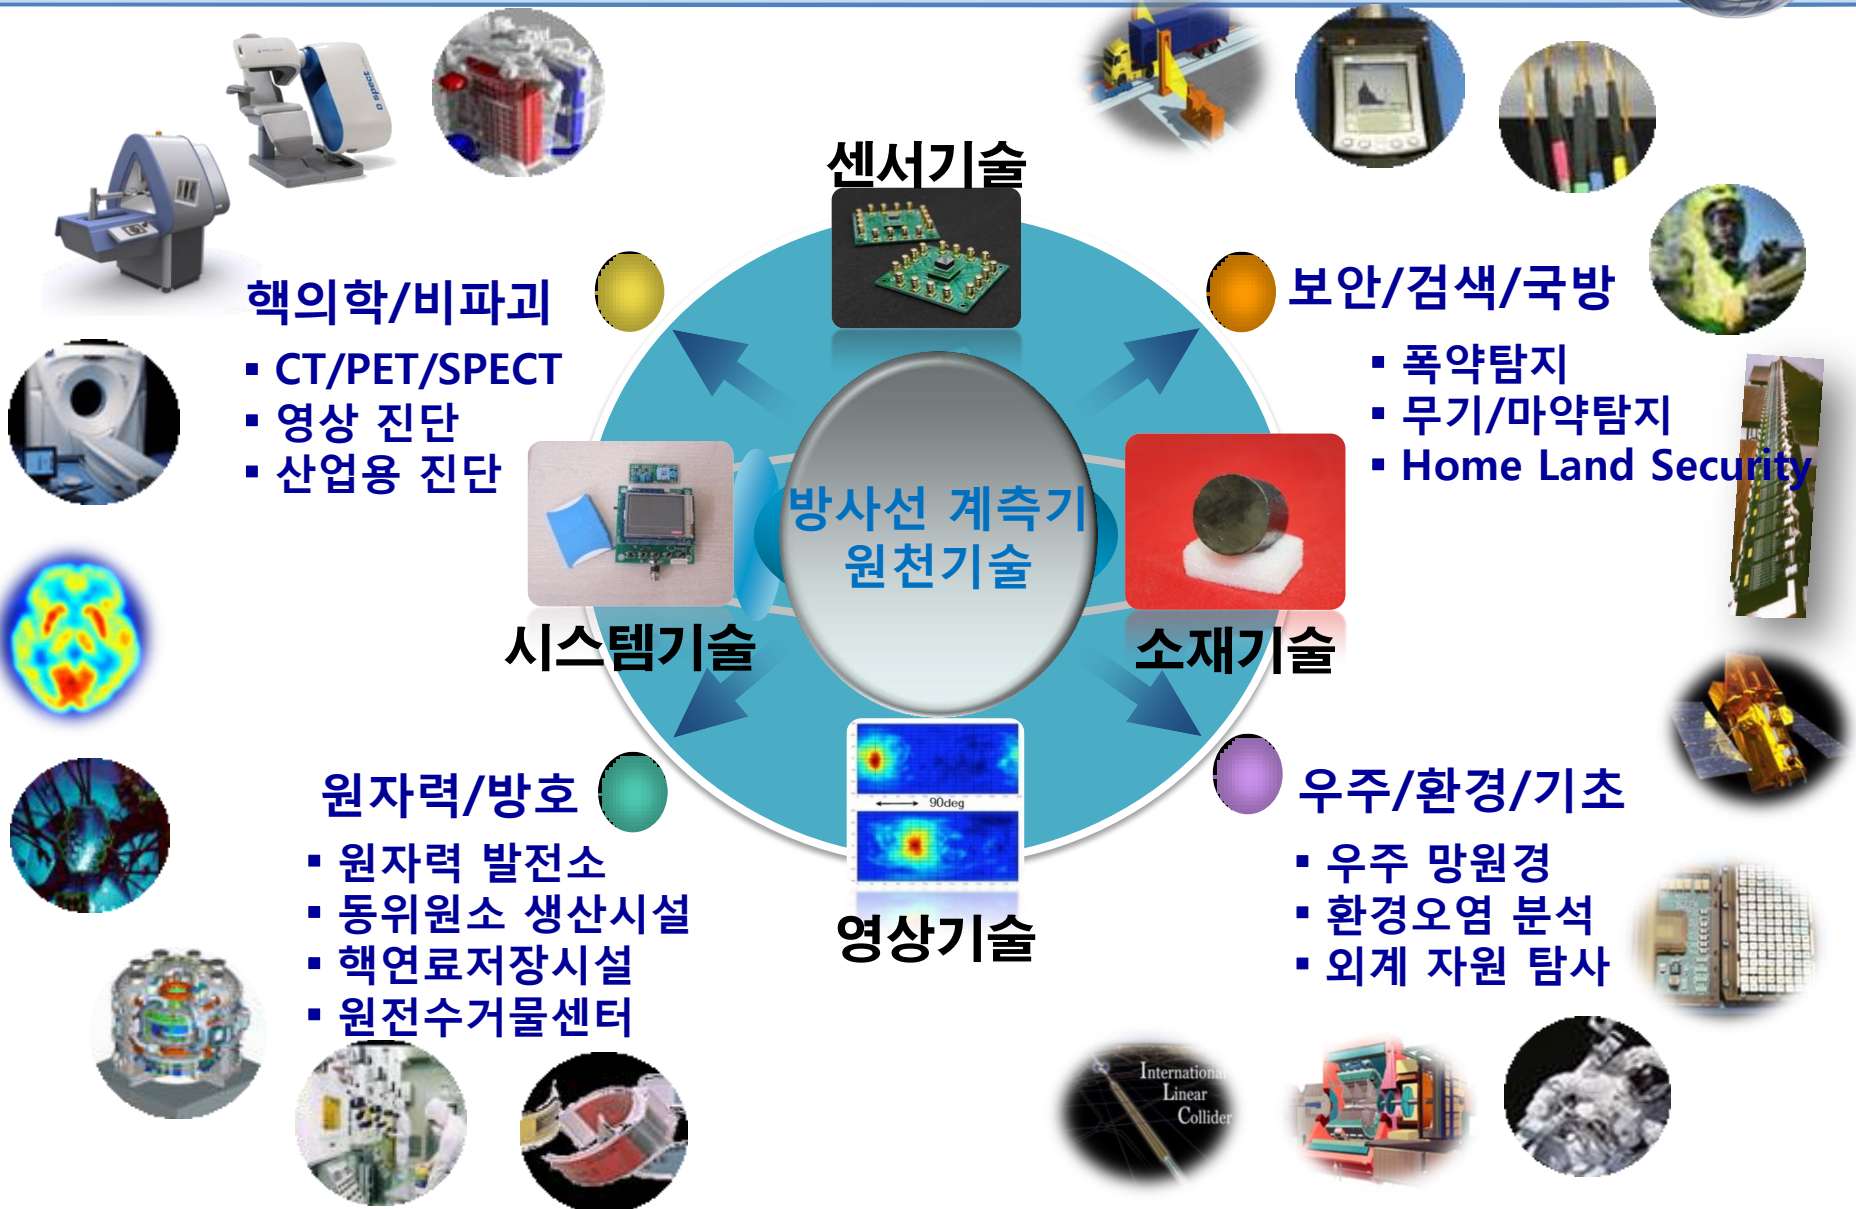 센서기술
핵의학/비파괴
▪ CT/PET/SPECT
▪ 영상 진단
▪ 산업용 진단
보안/검색/국방
▪ 폭약탐지
▪ 무기/마약탐지
▪ Home Land Security
방사선 계측기
원천기술
시스템기술
소재기술
90deg
영상기술
원자력/방호
▪ 원자력 발전소
▪ 동위원소 생산시설
▪ 핵연료저장시설
▪ 원전수거물센터
우주/환경/기초
▪ 우주 망원경
▪ 환경오염 분석
▪ 외계 자원 탐사
International
Linear
Collider